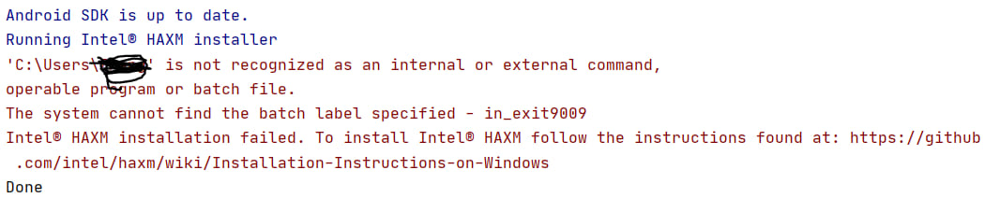 Android SDK is up to date.
Running Intel® HAXM installer
'C:\Users\ ' is not recognized as an internal or external command,
operable program or batch file.
The system cannot find the batch label specified - in_exit9009
Intel® HAXM installation failed. To install Intel® HAXM follow the instructions found at: https://github
.com/intel/haxm/wiki/Installation-Instructions-on-Windows
Done